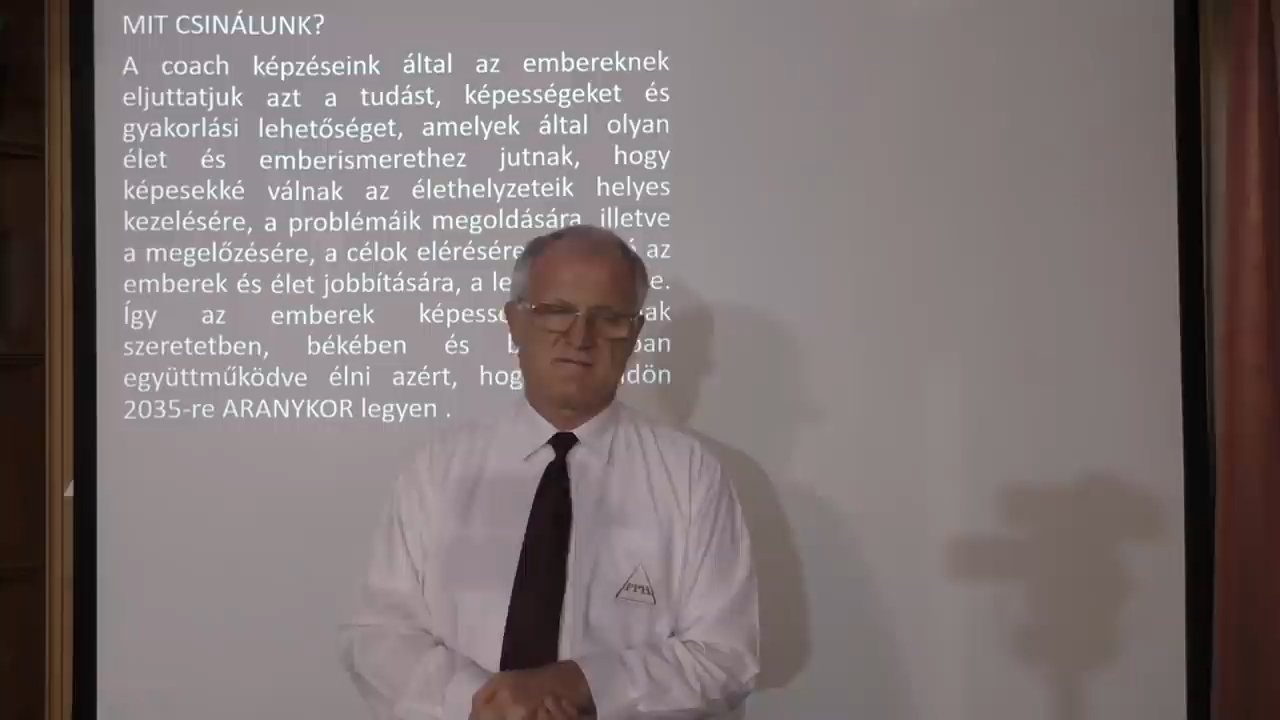 MIT CSINÁLUNK?
A coach képzéseink által az embereknek
eljuttatjuk azt a tudást, képességeket és
gyakorlási lehetőséget, amelyek által olyan
élet és emberismerethez jutnak, hogy
képesekké válnak az élethelyzeteik helyes
kezelésére, a problémáik megoldására, illetve
a megelőzésére, a célok elérésére az
emberek és élet jobbítására, a
Így az emberek
szeretetben, békében és
együttműködve élni azért,
2035-re ARANYKOR legyen .
PPH